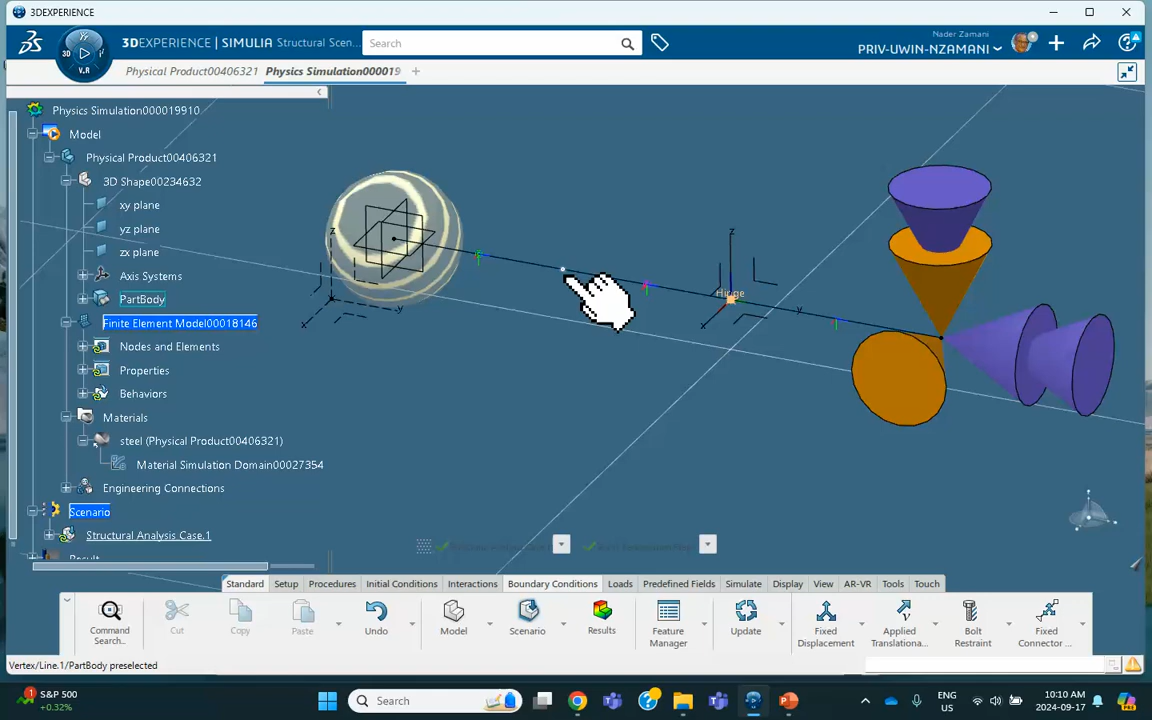 3DEXPERIENCE
3DEXPERIENCE | SIMULIA Structural Scen...
Search
Nader Zamani
PRIV-UWIN-NZAMANI
3D
V.R
Physical Product00406321
Physics Simulation000019
Physics Simulation000019910
Model
Physical Product00406321
3D Shape00234632
xy plane
yz plane
zx plane
Axis Systems
PartBody
Finite Element Model00018146
Nodes and Elements
Properties
Behaviors
Materials
steel (Physical Product00406321)
Material Simulation Domain00027354
Engineering Connections
Scenario
Structural Analysis Case.1
Result
z
y
x
z
Hinge
y
x
Standard Setup Procedures Initial Conditions Interactions Boundary Conditions Loads Predefined Fields Simulate Display View AR-VR Tools Touch
Command Search...
Cut
Copy
Paste
Undo
Model
Scenario
Results
Feature Manager
Update
Fixed Displacement
Applied Translationa...
Bolt Restraint
Fixed Connector ...
Vertex/Line.1/PartBody preselected
S&P 500
+0.32%
Search
ENG
US
10:10 AM
2024-09-17